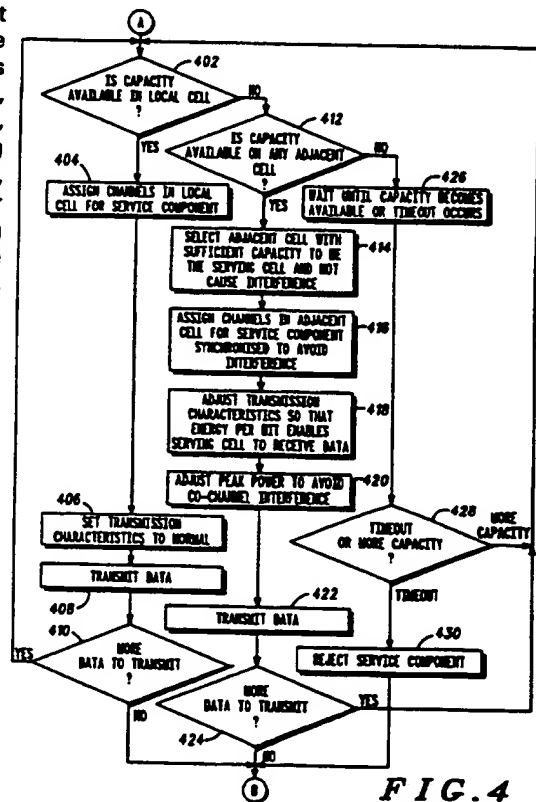 A
402
IS CAPACITY
AVAILABLE IN LOCAL CELL
?
NO
YES
412
IS CAPACITY
AVAILABLE ON ANY ADJACENT
CELL
?
NO
YES
404
ASSIGN CHANNELS IN LOCAL
CELL FOR SERVICE COMPONENT
426
WAIT UNTIL CAPACITY BECOMES
AVAILABLE OR TIMEOUT OCCURS
SELECT ADJACENT CELL WITH
SUFFICIENT CAPACITY TO BE
THE SERVING CELL AND NOT
CAUSE INTERFERENCE
414
ASSIGN CHANNELS IN ADJACENT
CELL FOR SERVICE COMPONENT
SYNCHRONISED TO AVOID
INTERFERENCE
416
ADJUST TRANSMISSION
CHARACTERISTICS SO THAT
ENERGY PER BIT ENABLES
SERVING CELL TO RECEIVE DATA
418
ADJUST PEAK POWER TO AVOID
CO-CHANNEL INTERFERENCE
420
406
SET TRANSMISSION
CHARACTERISTICS TO NORMAL
TRANSMIT DATA
408
410
MORE
DATA TO TRANSMIT
?
YES
NO
422
TRANSMIT DATA
MORE
DATA TO TRANSMIT
?
424
YES
NO
428
TIMEOUT
OR MORE CAPACITY
?
MORE
CAPACITY
TIMEOUT
430
REJECT SERVICE COMPONENT
B
FIG.4